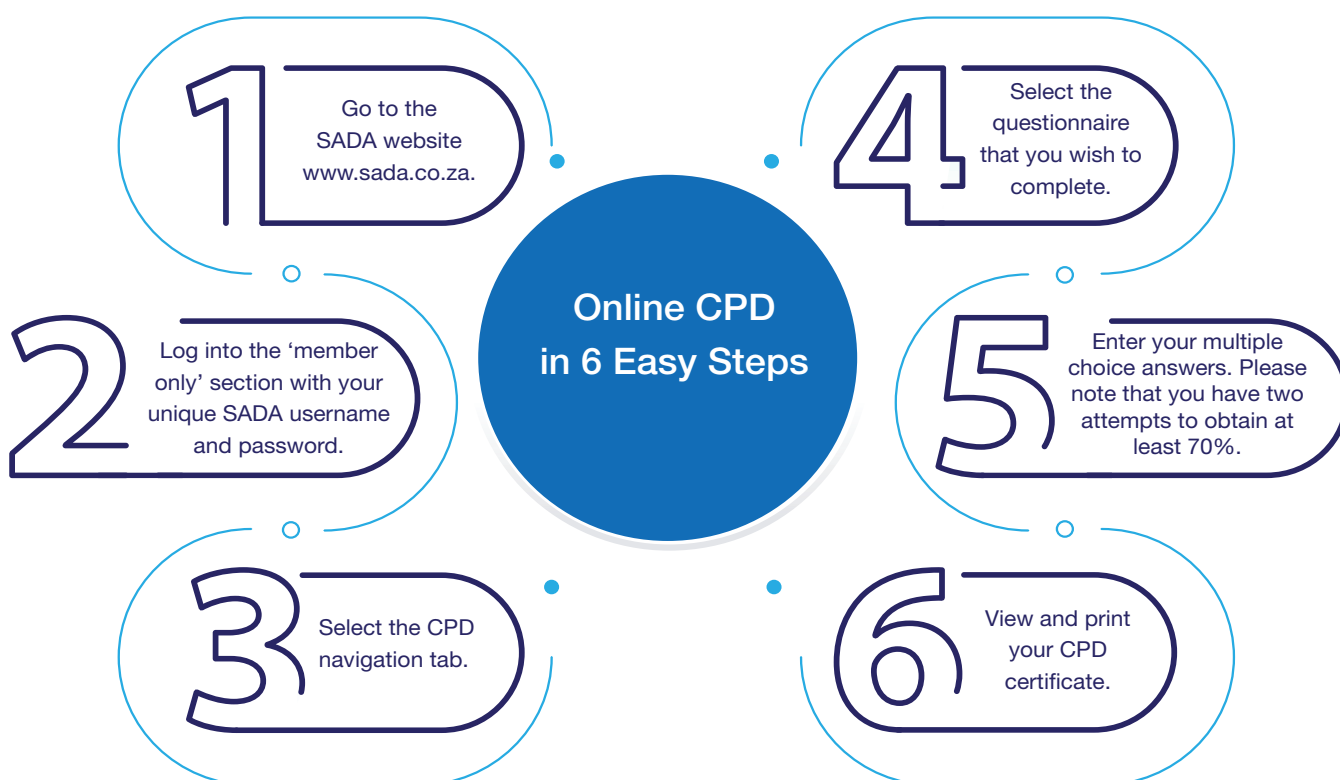 Online CPD
in 6 Easy Steps
1
Go to the
SADA website
www.sada.co.za.
2
Log into the ‘member
only’ section with your
unique SADA username
and password.
3
Select the CPD
navigation tab.
4
Select the
questionnaire
that you wish to
complete.
5
Enter your multiple
choice answers. Please
note that you have two
attempts to obtain at
least 70%.
6
View and print
your CPD
certificate.